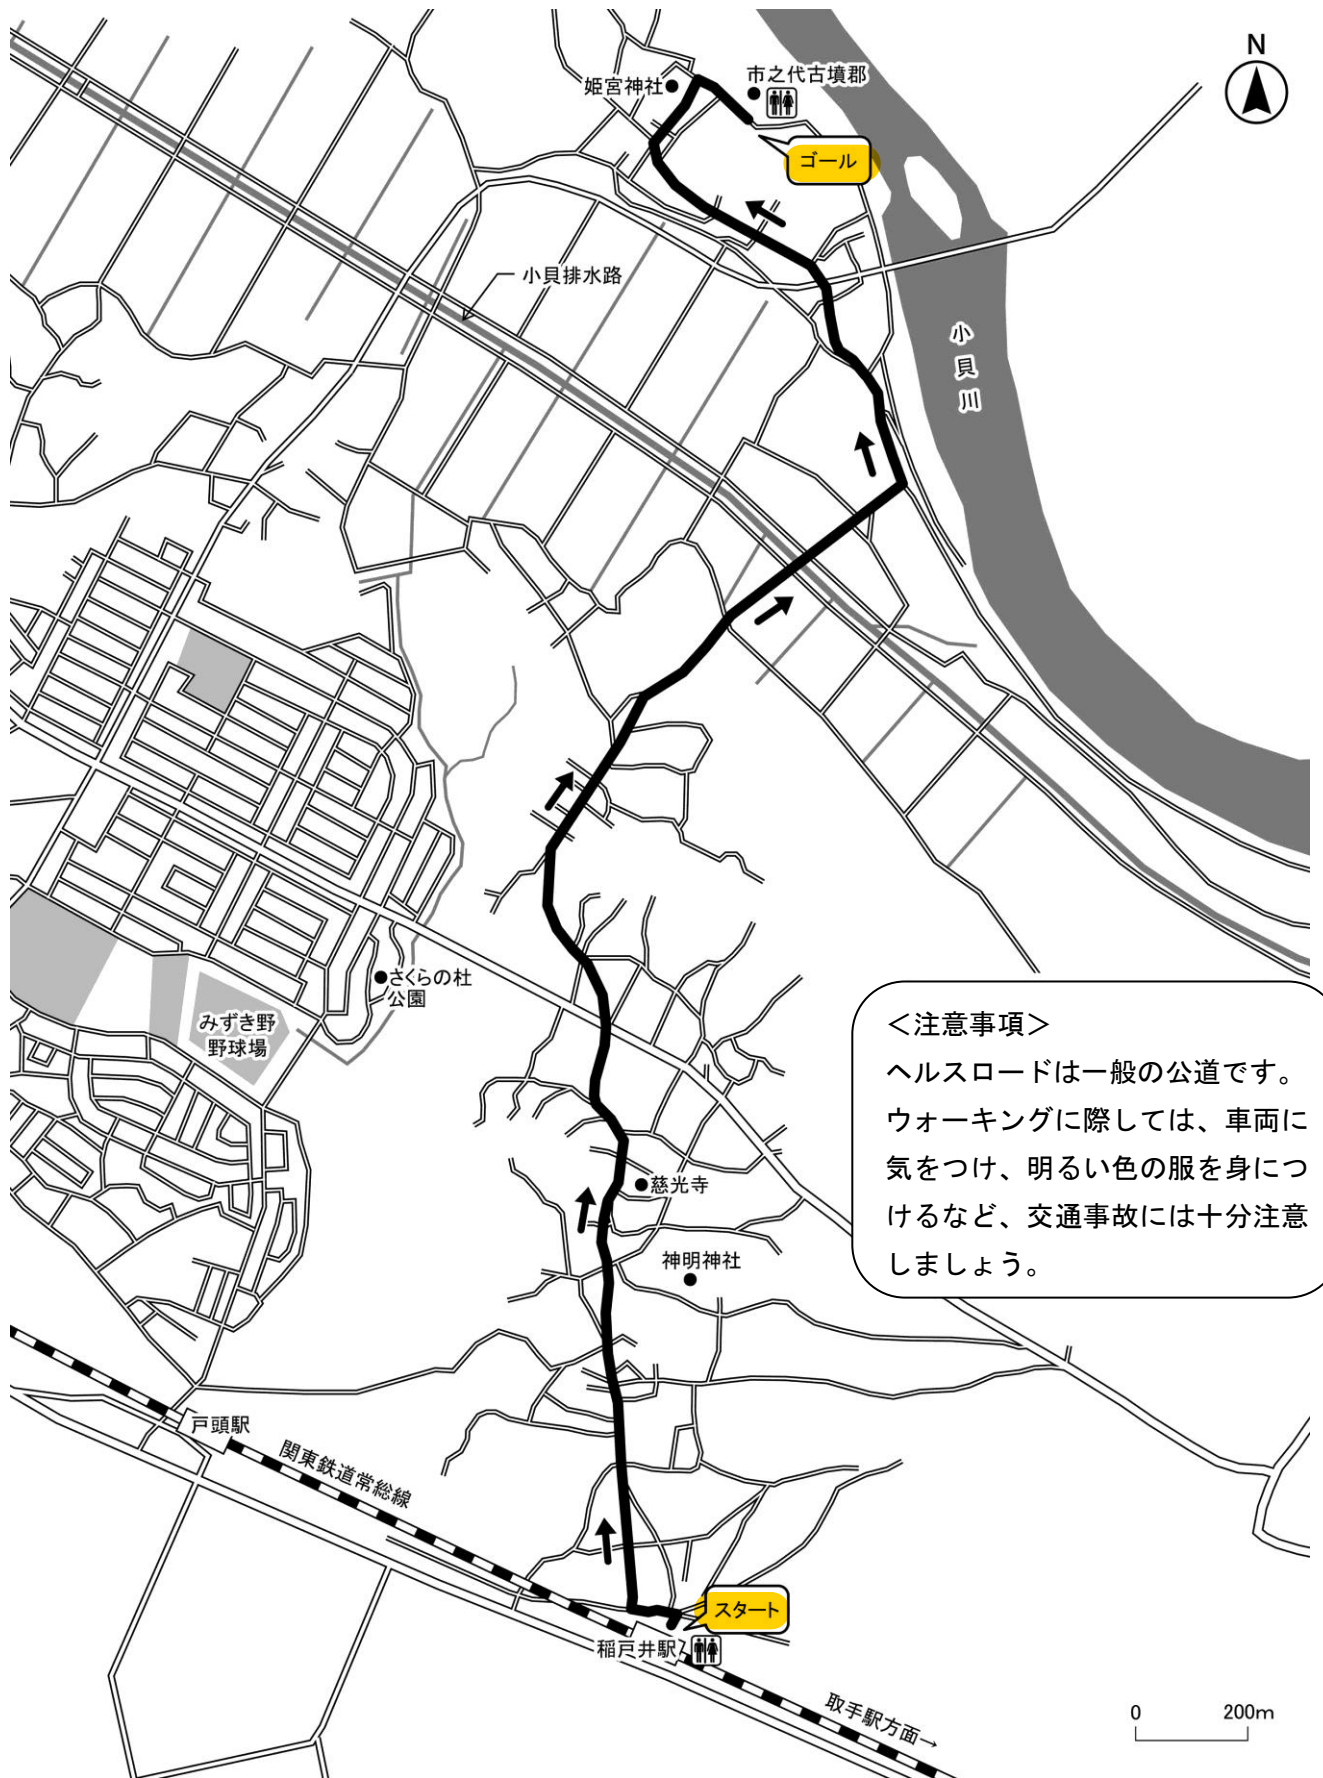 N
市之代古墳郡
姫宮神社
ゴール
小貝排水路
小貝川
さくらの杜
公園
みずき野
野球場
＜注意事項＞
ヘルスロードは一般の公道です。
ウォーキングに際しては、車両に
気をつけ、明るい色の服を身につ
けるなど、交通事故には十分注意
しましょう。
慈光寺
神明神社
戸頭駅
関東鉄道常総線
スタート
稲戸井駅
取手駅方面→
0 200m